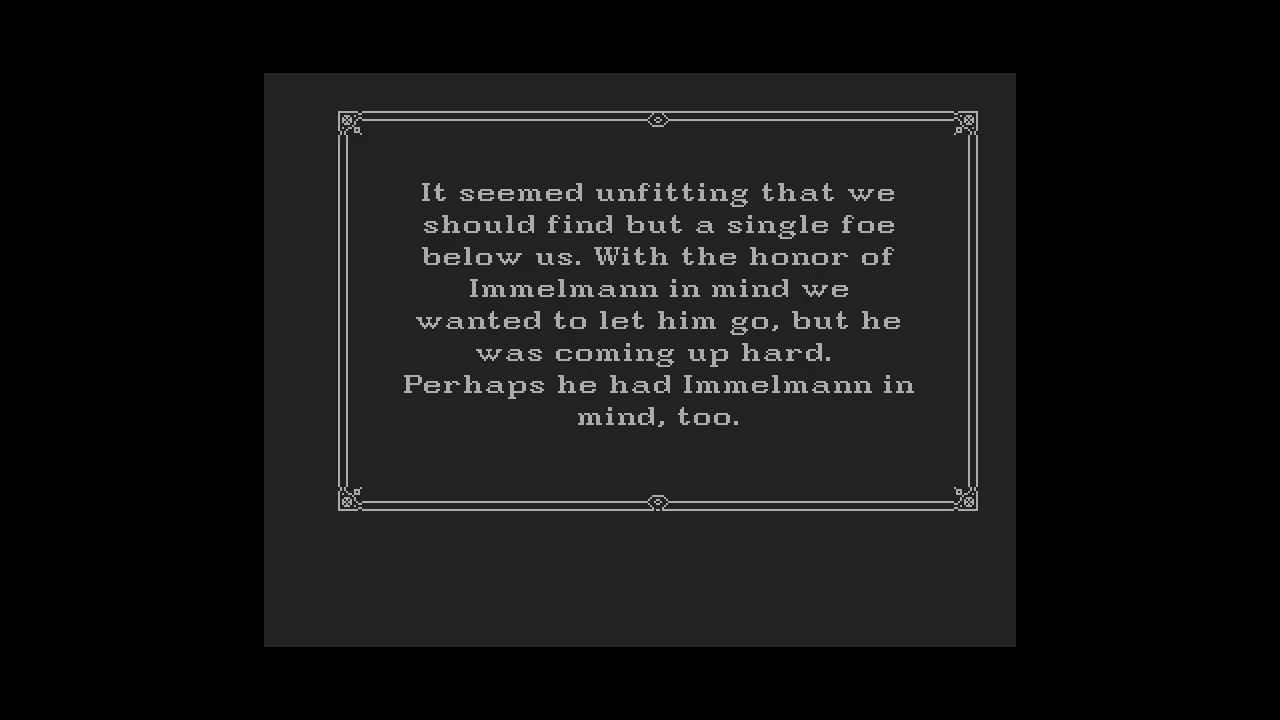 It seemed unfitting that we
should find but a single foe
below us. With the honor of
Immelmann in mind we
wanted to let him go, but he
was coming up hard.
Perhaps he had Immelmann in
mind, too.